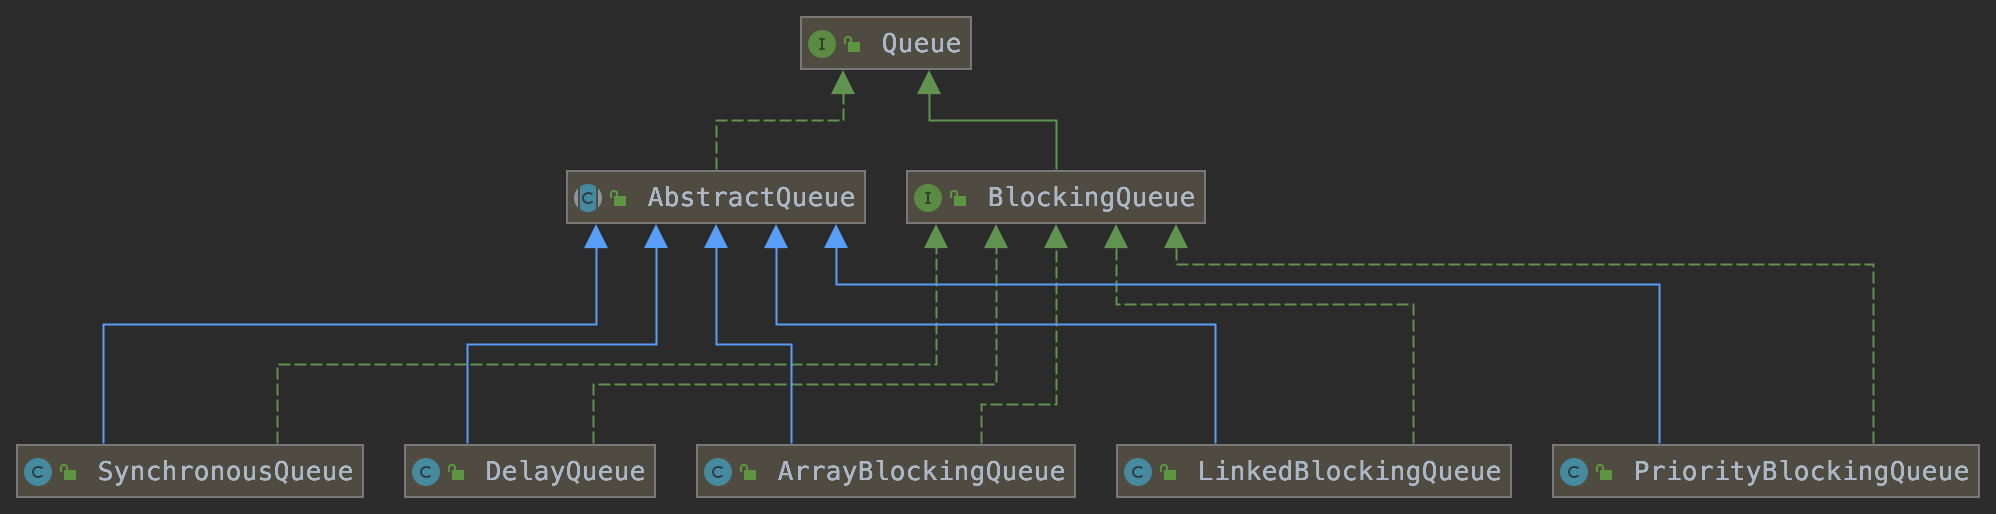 I Queue
C AbstractQueue
I BlockingQueue
C SynchronousQueue
C DelayQueue
C ArrayBlockingQueue
C LinkedBlockingQueue
C PriorityBlockingQueue